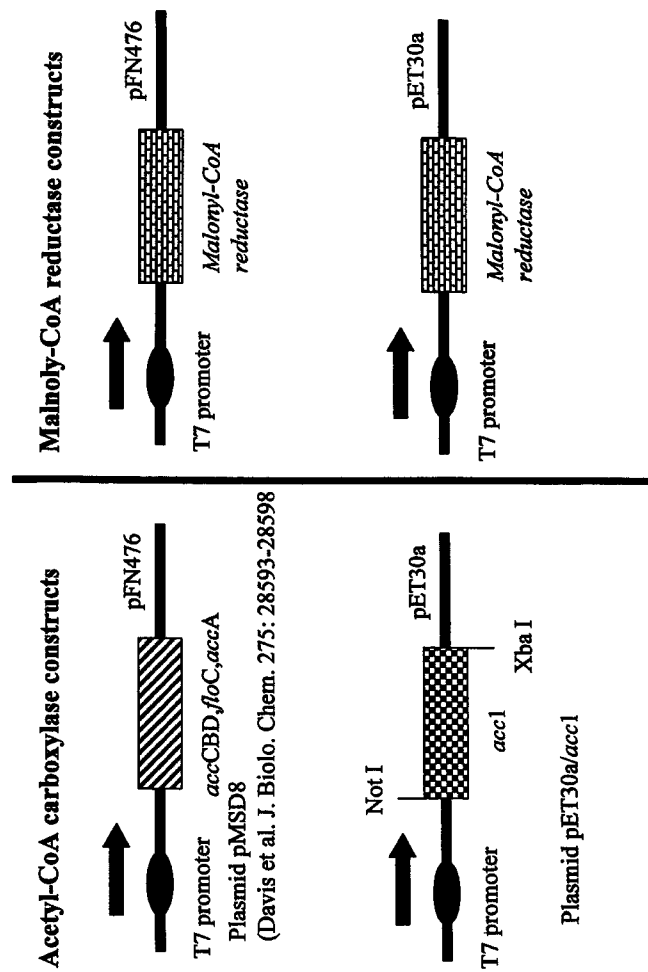 Acetyl-CoA carboxylase constructs
pFN476
T7 promoter
accCBD,floC,accA
Plasmid pMSD8
(Davis et al. J. Biolo. Chem. 275: 28593-28598
Not I
pET30a
T7 promoter
acc1
Xba I
Plasmid pET30a/acc1
Malnoly-CoA reductase constructs
pFN476
T7 promoter
Malonyl-CoA
reductase
pET30a
T7 promoter
Malonyl-CoA
reductase